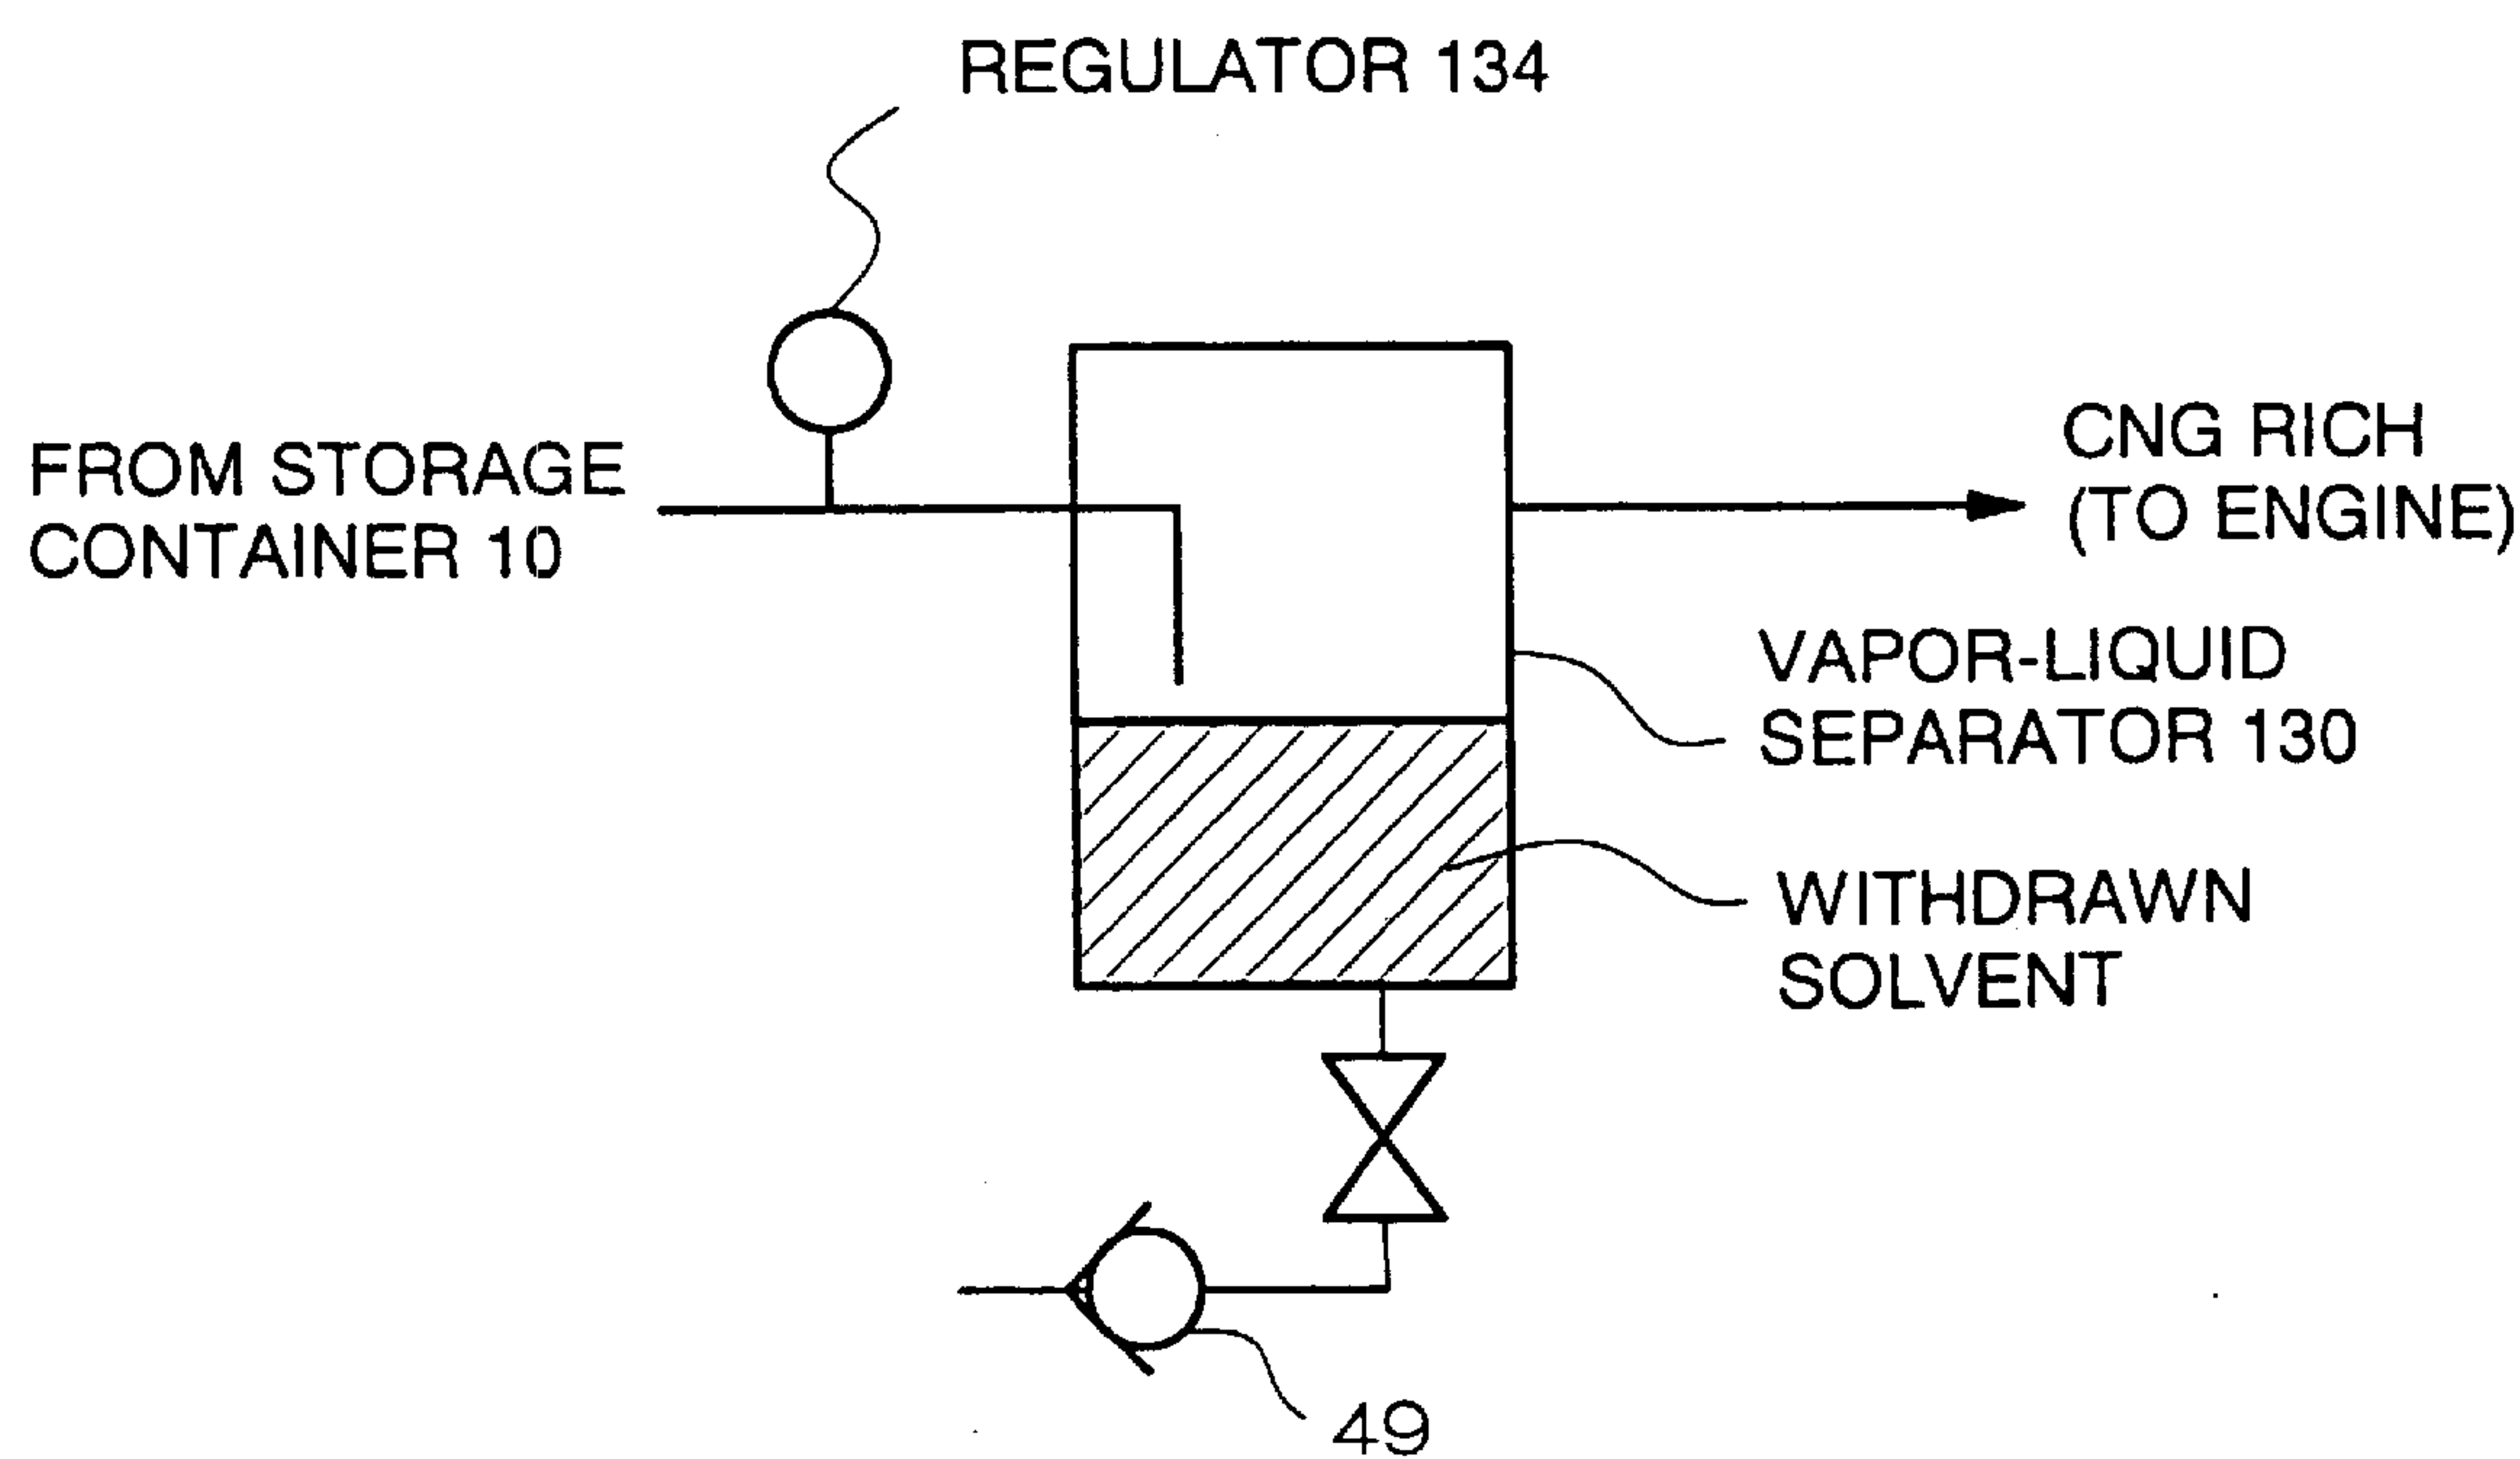 REGULATOR 134
FROM STORAGE
CONTAINER 10
CNG RICH
(TO ENGINE)
VAPOR-LIQUID
SEPARATOR 130
WITHDRAWN
SOLVENT
49